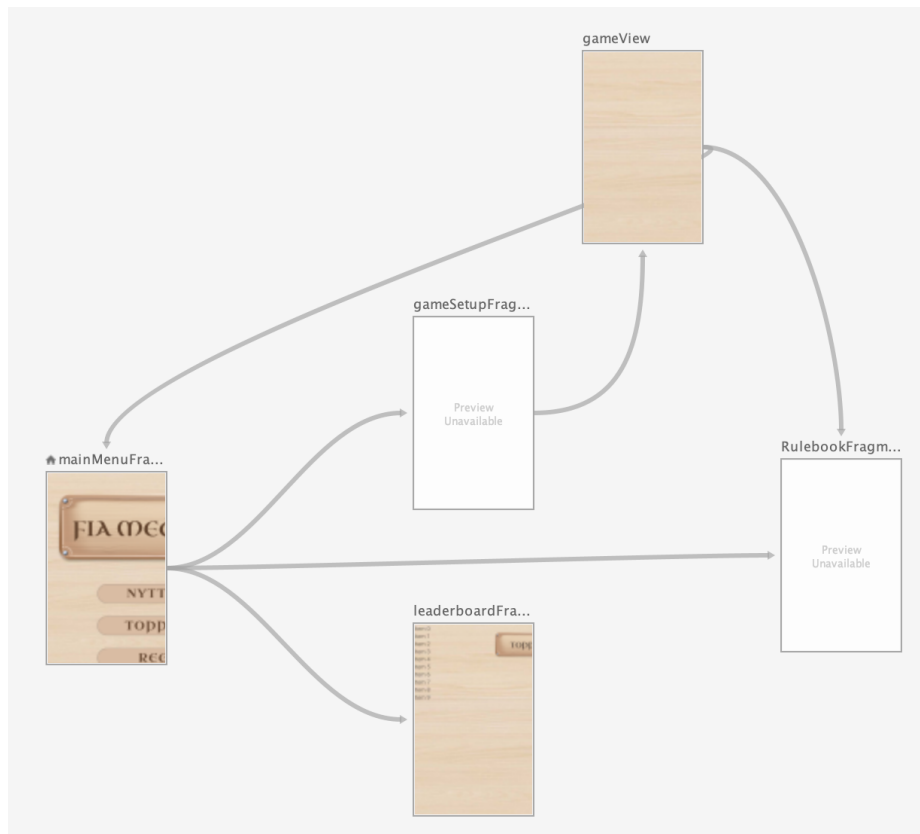 gameView
gameSetupFrag...
Preview
Unavailable
mainMenuFra...
FIA MED
NYTT
TOPP
REG
RulebookFragm...
Preview
Unavailable
leaderboardFra...
TOPP